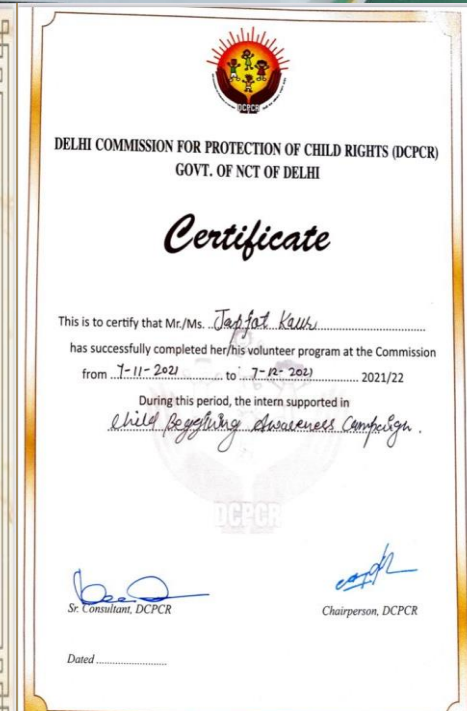 DCPCR
DELHI COMMISSION FOR PROTECTION OF CHILD RIGHTS (DCPCR)
GOVT. OF NCT OF DELHI
Certificate
This is to certify that Mr./Ms. Japjot Kaur
has successfully completed her/his volunteer program at the Commission
from 7-11-2021 to 7-12-2021 2021/22
During this period, the intern supported in
Child Beggining Awareness Campaign.
DCPCR
Sr. Consultant, DCPCR
Chairperson, DCPCR
Dated